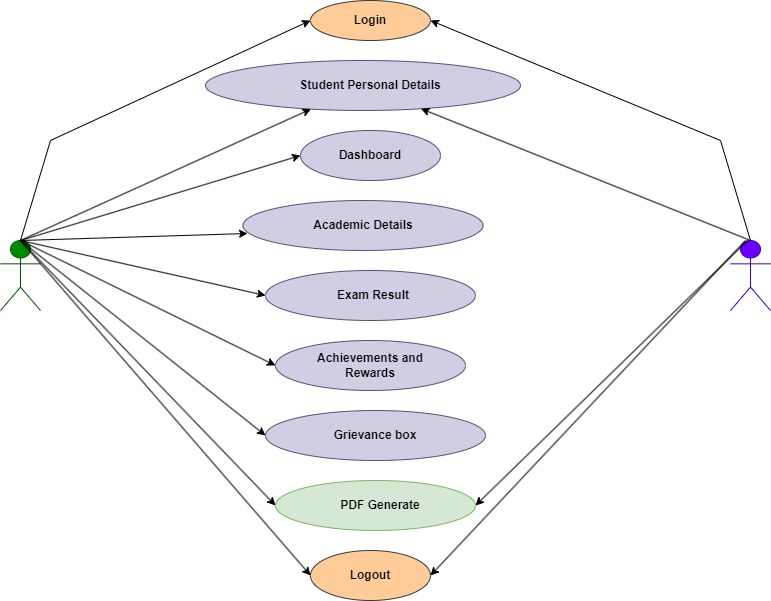 Login
Student Personal Details
Dashboard
Academic Details
Exam Result
Achievements and
Rewards
Grievance box
PDF Generate
Logout